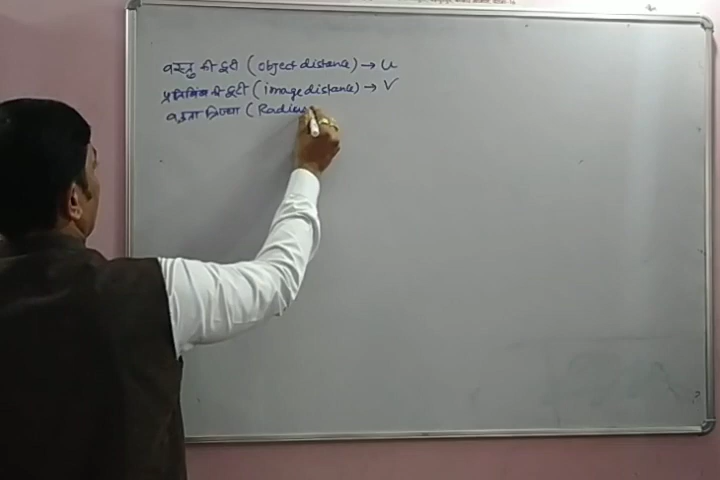 वस्तु की दूरी (object distance) → u
प्रतिबिम्ब की दूरी (image distance) → v
वक्रता त्रिज्या (Radius